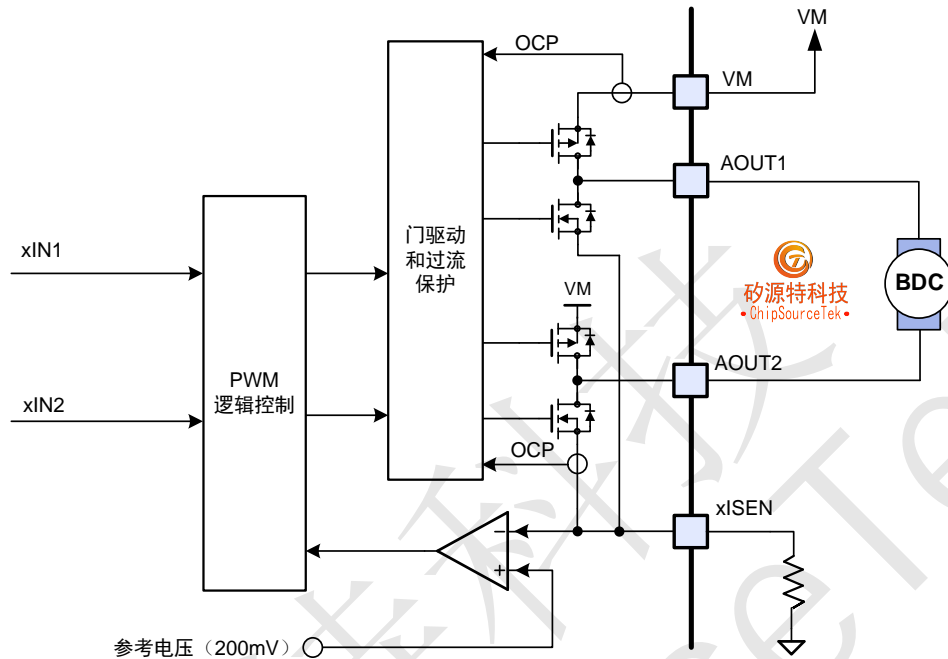 OCP
VM
VM
AOUT1
xIN1
门驱动
和过流
保护
矽源特科技
•ChipSourceTek•
BDC
VM
AOUT2
PWM
逻辑控制
xIN2
OCP
xISEN
−
+
参考电压（200mV）